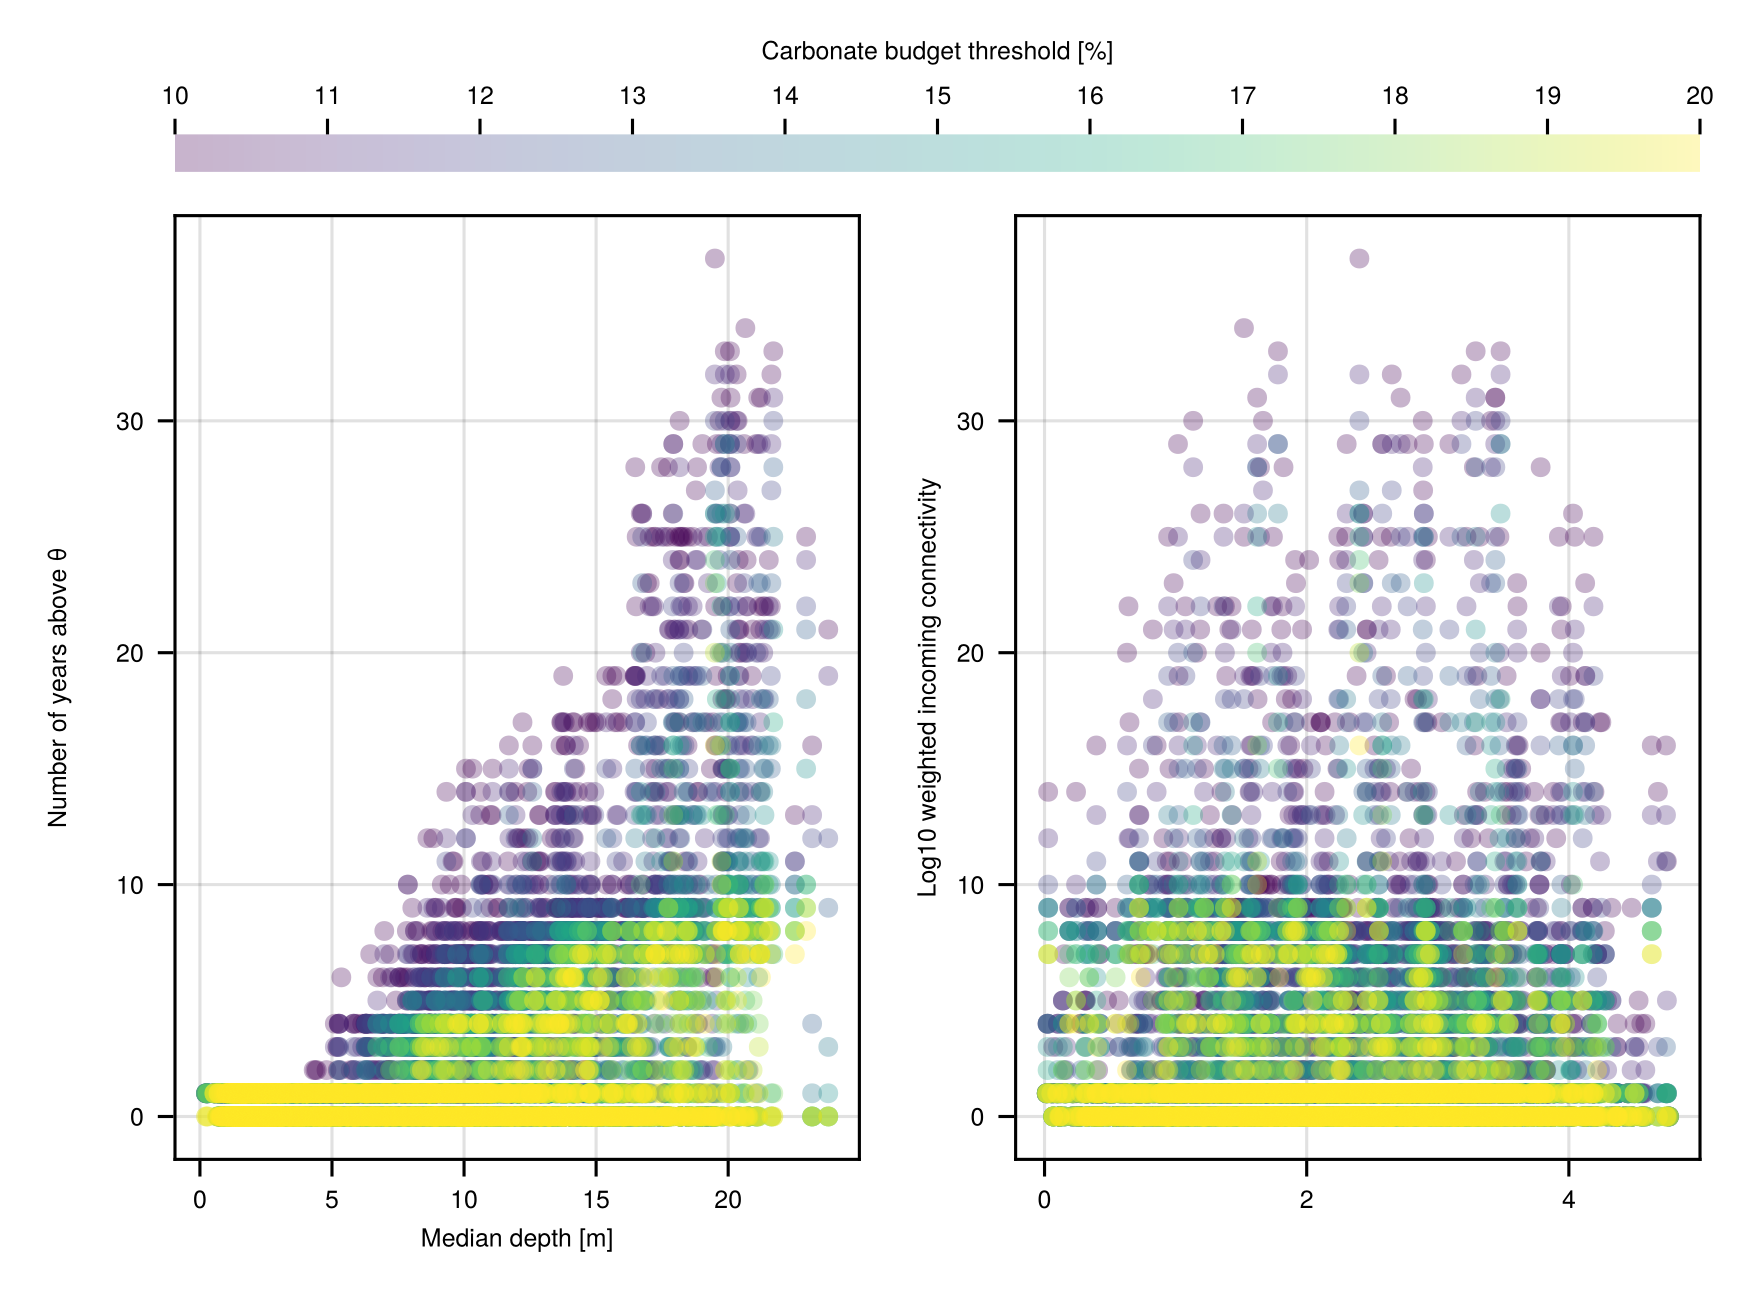 Carbonate budget threshold [%]
10 11 12 13 14 15 16 17 18 19 20
Number of years above θ
30
20
10
0
0 5 10 15 20
Median depth [m]
Log10 weighted incoming connectivity
30
20
10
0
0 2 4